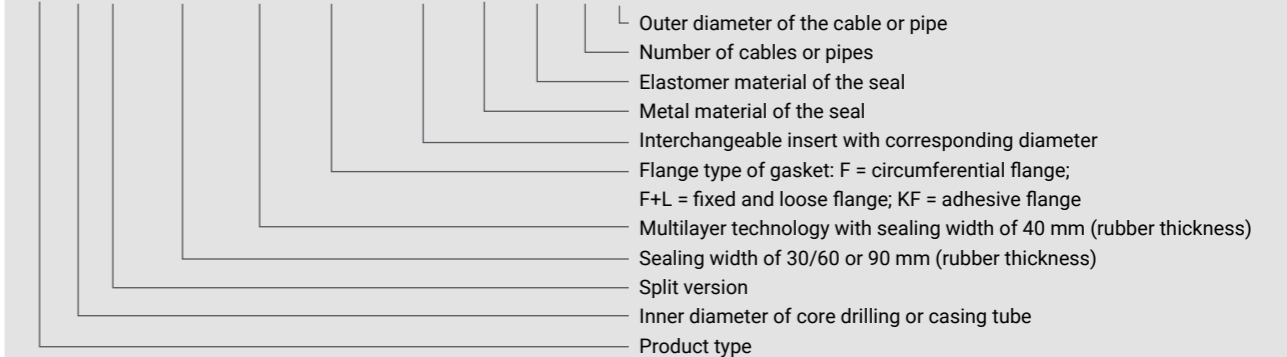 Outer diameter of the cable or pipe
Number of cables or pipes
Elastomer material of the seal
Metal material of the seal
Interchangeable insert with corresponding diameter
Flange type of gasket: F = circumferential flange;
F+L = fixed and loose flange; KF = adhesive flange
Multilayer technology with sealing width of 40 mm (rubber thickness)
Sealing width of 30/60 or 90 mm (rubber thickness)
Split version
Inner diameter of core drilling or casing tube
Product type